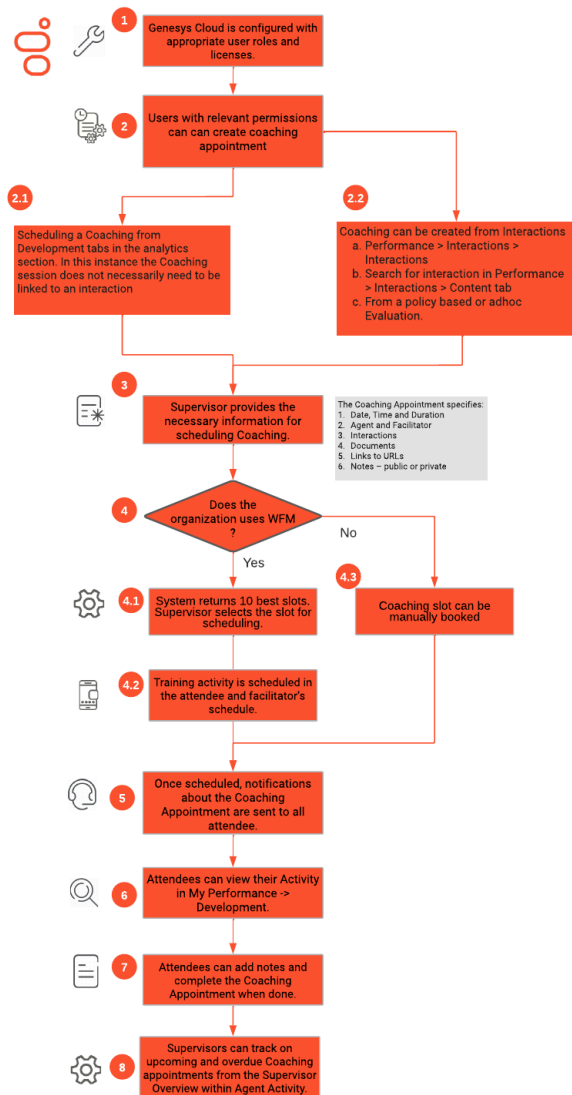 1
Genesys Cloud is configured with
appropriate user roles and
licenses.
2
Users with relevant permissions
can can create coaching
appointment
2.1
Scheduling a Coaching from
Development tabs in the analytics
section. In this instance the Coaching
session does not necessarily need to be
linked to an interaction
2.2
Coaching can be created from Interactions
a. Performance > Interactions >
Interactions
b. Search for interaction in Performance
> Interactions > Content tab
c. From a policy based or adhoc
Evaluation.
3
Supervisor provides the
necessary information for
scheduling Coaching.
The Coaching Appointment specifies:
1. Date, Time and Duration
2. Agent and Facilitator
3. Interactions
4. Documents
5. Links to URLs
6. Notes – public or private
4
Does the
organization uses WFM
?
No
Yes
4.1
System returns 10 best slots.
Supervisor selects the slot for
scheduling.
4.3
Coaching slot can be
manually booked
4.2
Training activity is scheduled in
the attendee and facilitator's
schedule.
5
Once scheduled, notifications
about the Coaching
Appointment are sent to all
attendee.
6
Attendees can view their Activity
in My Performance ->
Development.
7
Attendees can add notes and
complete the Coaching
Appointment when done.
8
Supervisors can track on
upcoming and overdue Coaching
appointments from the Supervisor
Overview within Agent Activity.